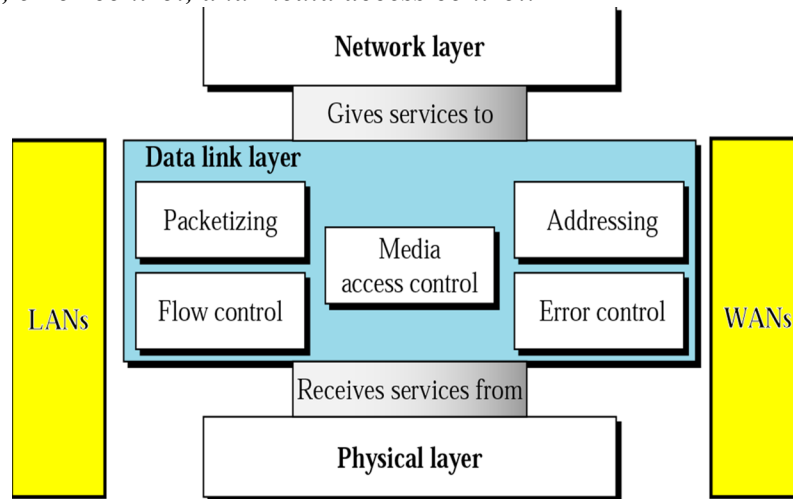 Network layer
Gives services to
Data link layer
Packetizing
Addressing
Media
access control
Flow control
Error control
LANs
WANs
Receives services from
Physical layer